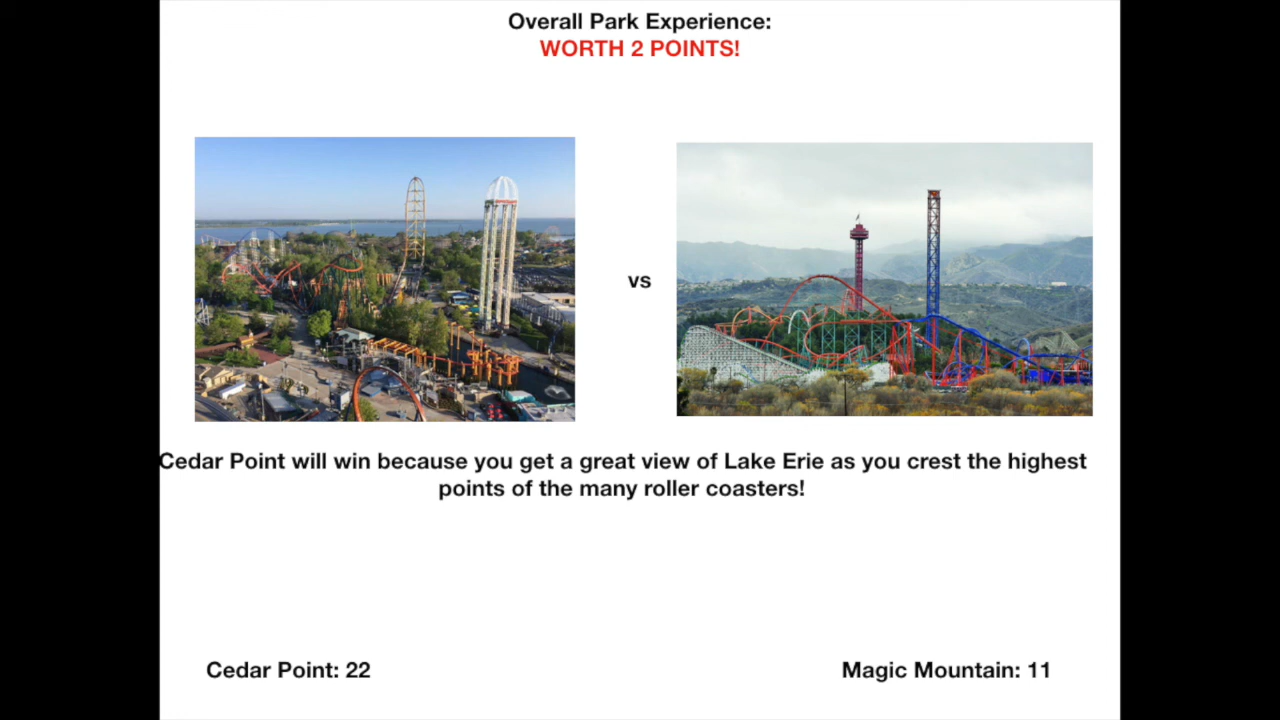 Overall Park Experience:
WORTH 2 POINTS!
vs
Cedar Point will win because you get a great view of Lake Erie as you crest the highest
points of the many roller coasters!
Cedar Point: 22
Magic Mountain: 11